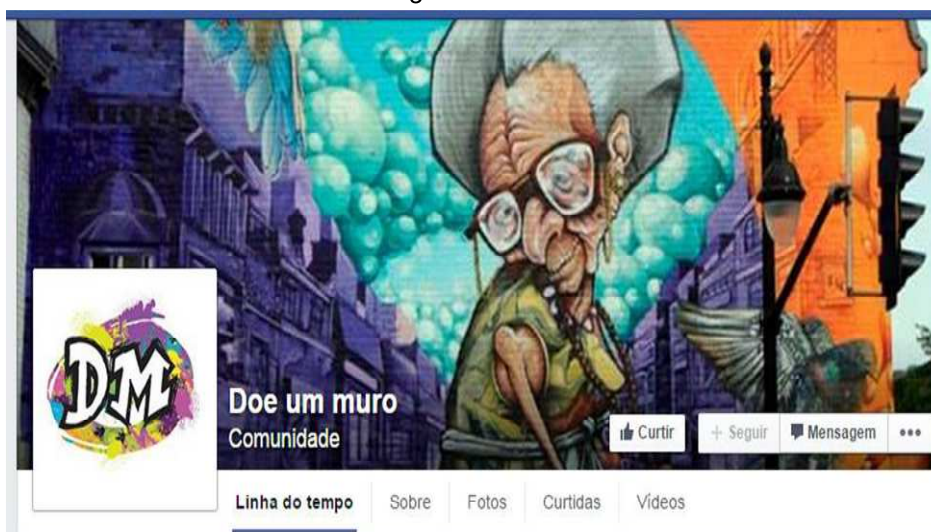 DM
Doe um muro
Comunidade
Curtir
+ Seguir
Mensagem
Linha do tempo
Sobre
Fotos
Curtidas
Vídeos